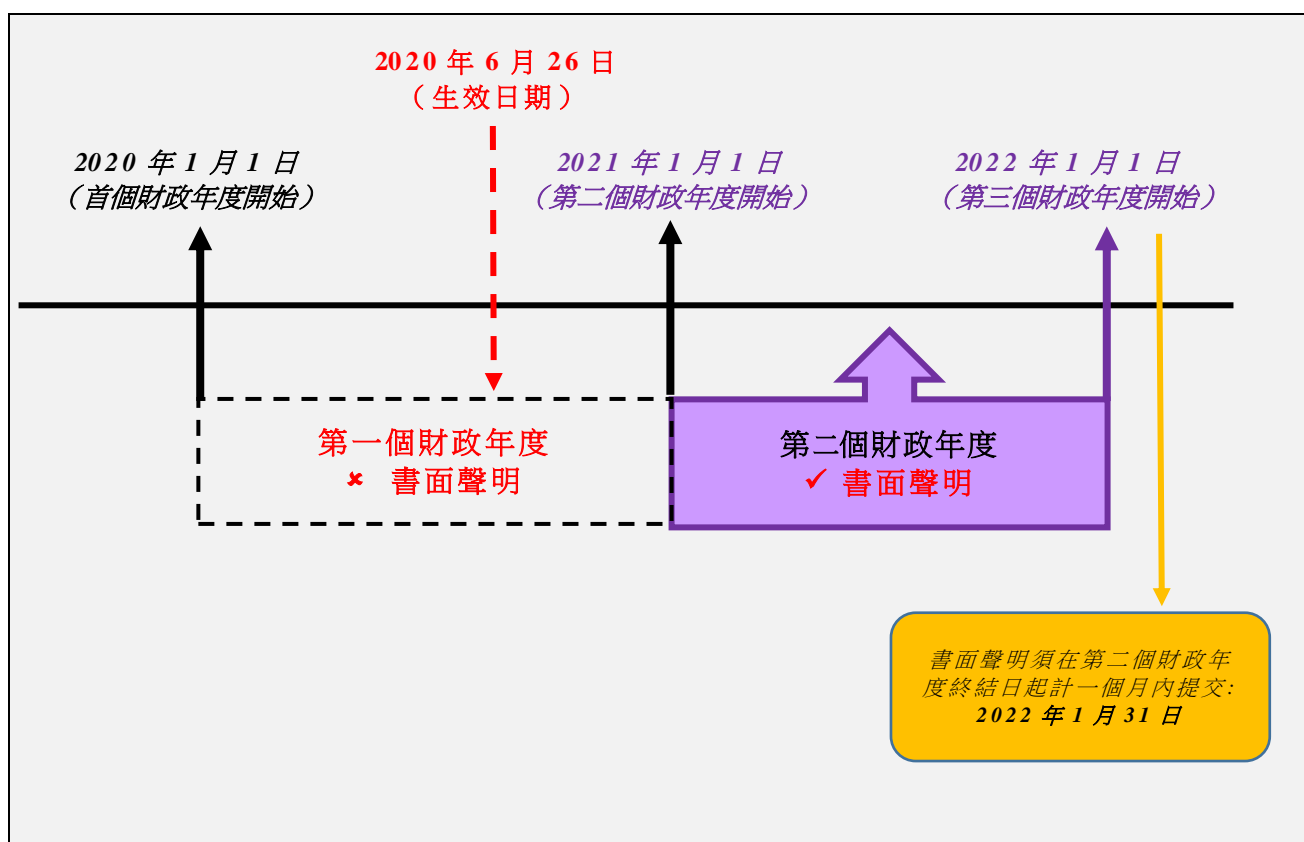 2020 年 6 月 26 日
（生效日期）
2020 年 1 月 1 日
（首個財政年度開始）
2021 年 1 月 1 日
（第二個財政年度開始）
2022 年 1 月 1 日
（第三個財政年度開始）
第一個財政年度
✖ 書面聲明
第二個財政年度
✓ 書面聲明
書面聲明須在第二個財政年
度終結日起計一個月內提交:
2022 年 1 月 31 日